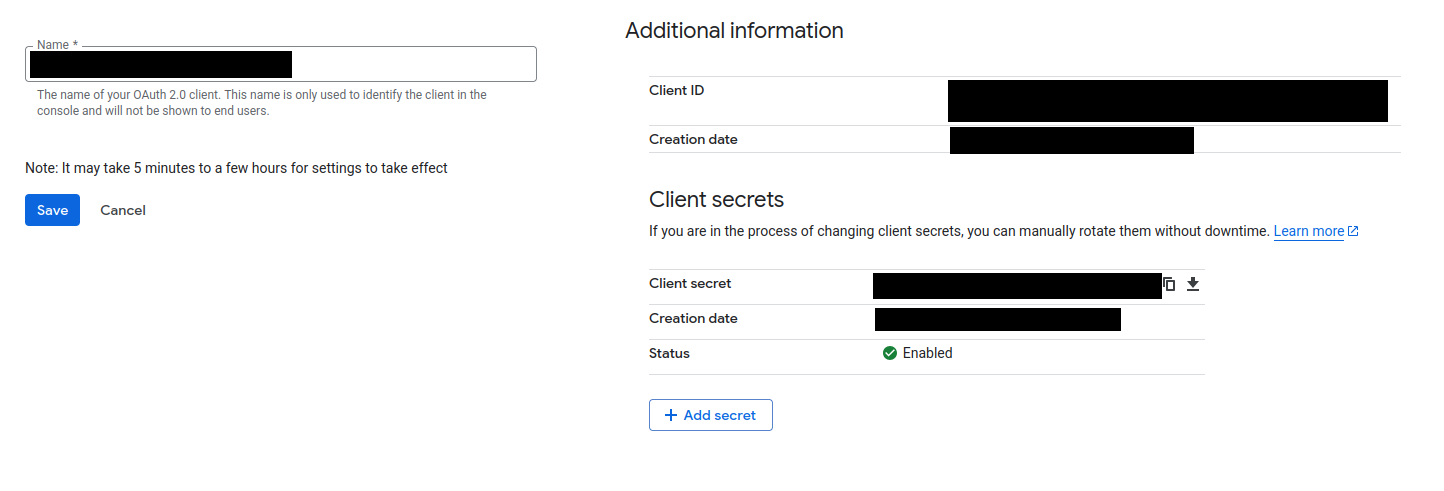 Name *
The name of your OAuth 2.0 client. This name is only used to identify the client in the
console and will not be shown to end users.
Note: It may take 5 minutes to a few hours for settings to take effect
Save Cancel
Additional information
Client ID
Creation date
Client secrets
If you are in the process of changing client secrets, you can manually rotate them without downtime. Learn more
Client secret
Creation date
Status Enabled
Add secret